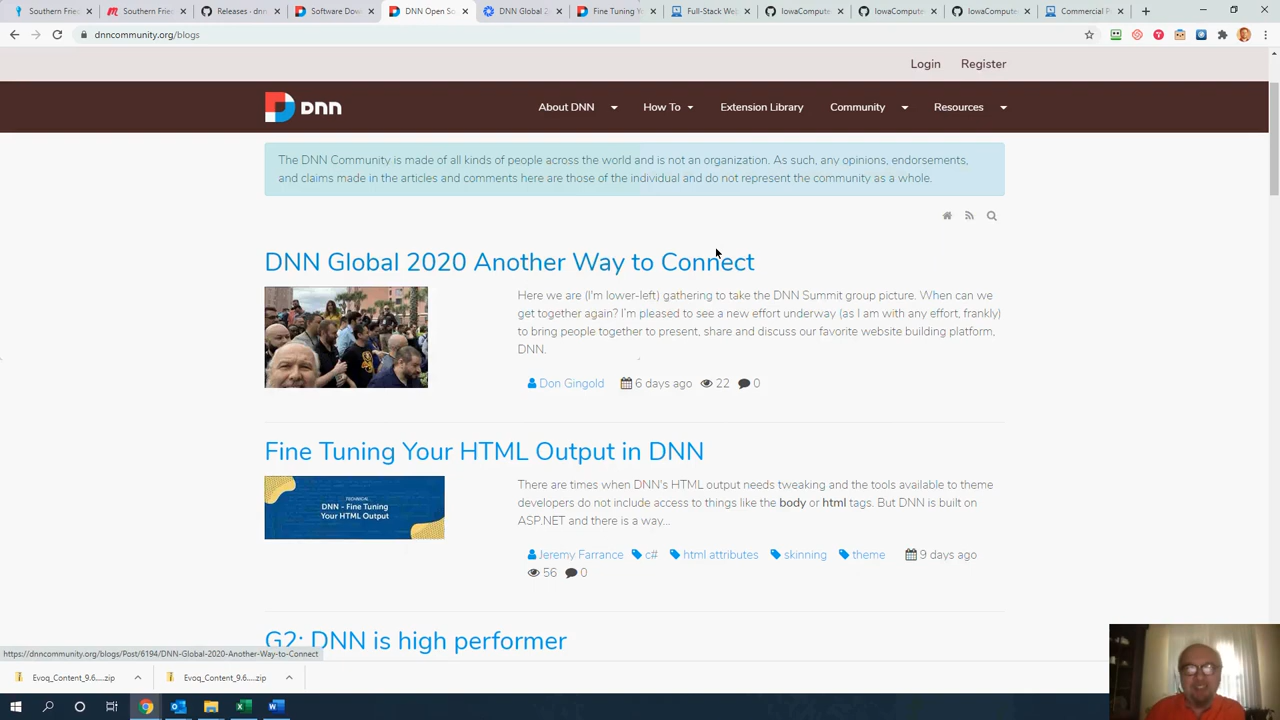 Southern Frie
Southern Frie
Releases · dnn
Software Dow
DNN Open So
DNN Global 2
Fine Tuning Y
Full-Stack Web
IowaCompute
IowaCompute
IowaCompute
Commercial P
dnncommunity.org/blogs
Login Register
dnn
About DNN How To Extension Library Community Resources
The DNN Community is made of all kinds of people across the world and is not an organization. As such, any opinions, endorsements,
and claims made in the articles and comments here are those of the individual and do not represent the community as a whole.
DNN Global 2020 Another Way to Connect
Here we are (I'm lower-left) gathering to take the DNN Summit group picture. When can we
get together again? I'm pleased to see a new effort underway (as I am with any effort, frankly)
to bring people together to present, share and discuss our favorite website building platform,
DNN.
Don Gingold 6 days ago 22 0
Fine Tuning Your HTML Output in DNN
TECHNICAL
DNN - Fine Tuning
Your HTML Output
There are times when DNN's HTML output needs tweaking and the tools available to theme
developers do not include access to things like the body or html tags. But DNN is built on
ASP.NET and there is a way...
Jeremy Farrance c# html attributes skinning theme 9 days ago
56 0
G2: DNN is high performer
https://dnncommunity.org/blogs/Post/6194/DNN-Global-2020-Another-Way-to-Connect
Evoq_Content_9.6....zip
Evoq_Content_9.6....zip